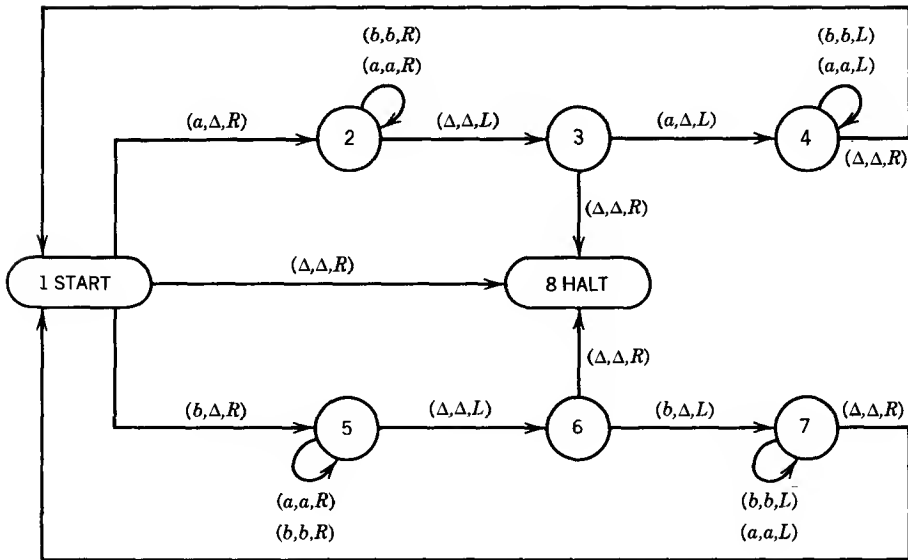 (b,b,R)
(a,a,R)
(b,b,L)
(a,a,L)
(a,Δ,R)
2
(Δ,Δ,L)
3
(a,Δ,L)
4
(Δ,Δ,R)
(Δ,Δ,R)
1 START
(Δ,Δ,R)
8 HALT
(Δ,Δ,R)
(b,Δ,R)
5
(Δ,Δ,L)
6
(b,Δ,L)
7
(Δ,Δ,R)
(a,a,R)
(b,b,R)
(b,b,L)
(a,a,L)